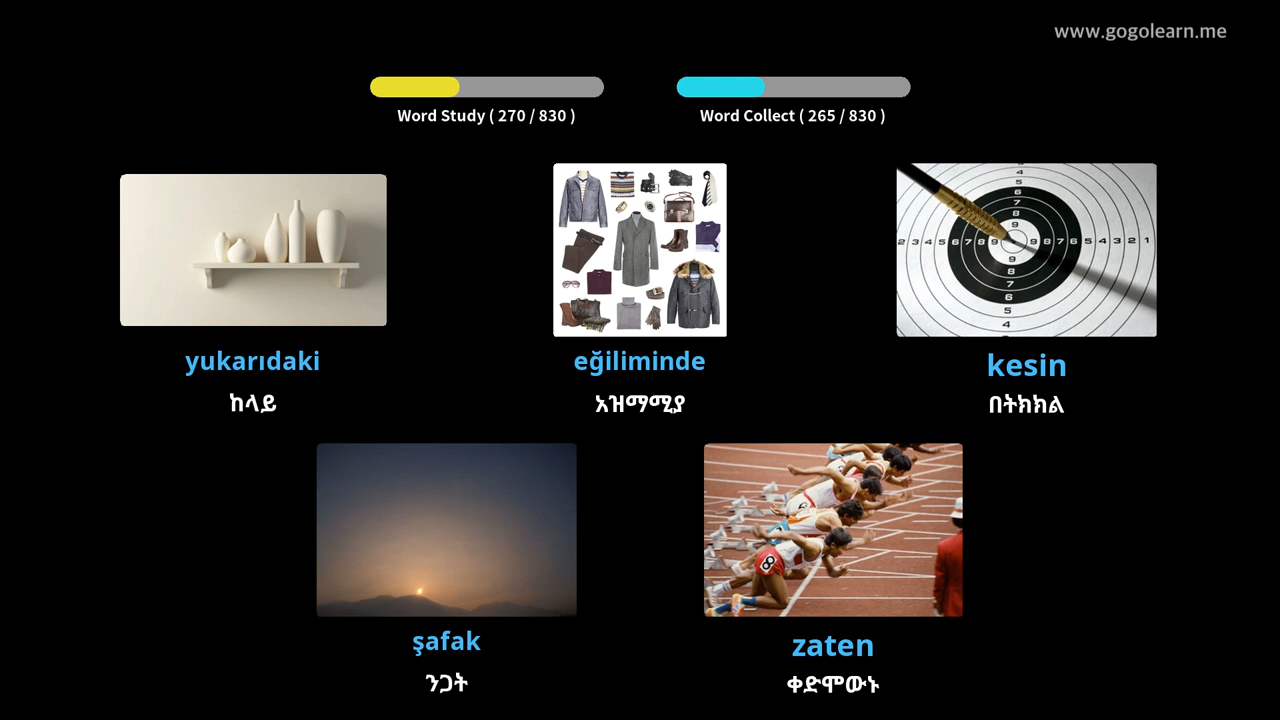 www.gogolearn.me
Word Study ( 270 / 830 )
Word Collect ( 265 / 830 )
yukarıdaki
ከላይ
eğiliminde
አዝማሚያ
kesin
በትክክል
şafak
ንጋት
zaten
ቀድሞውኑ